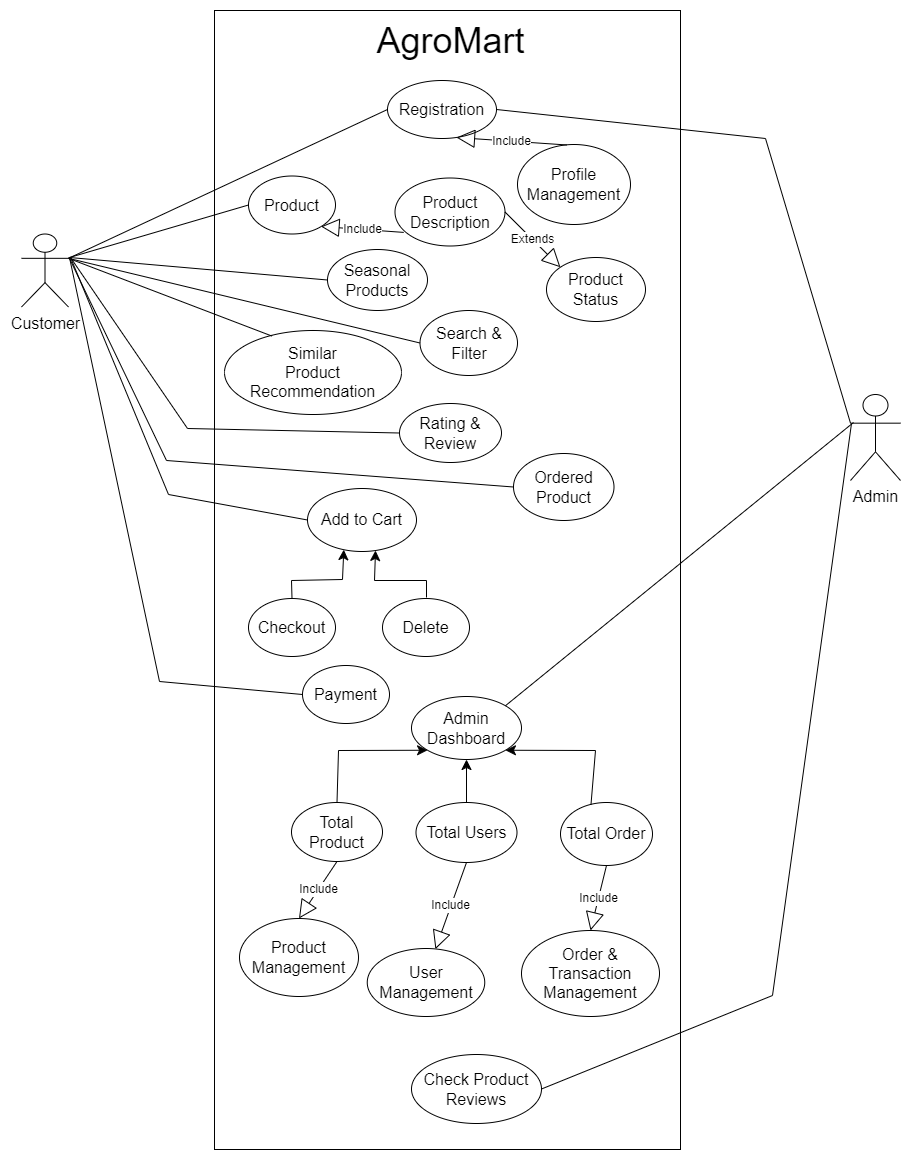 AgroMart
Registration
Include
Profile
Management
Product
Include
Product
Description
Extends
Product
Status
Customer
Seasonal
Products
Search &
Filter
Similar
Product
Recommendation
Rating &
Review
Admin
Ordered
Product
Add to Cart
Checkout
Delete
Payment
Admin
Dashboard
Total
Product
Total Users
Total Order
Include
Include
Include
Product
Management
User
Management
Order &
Transaction
Management
Check Product
Reviews